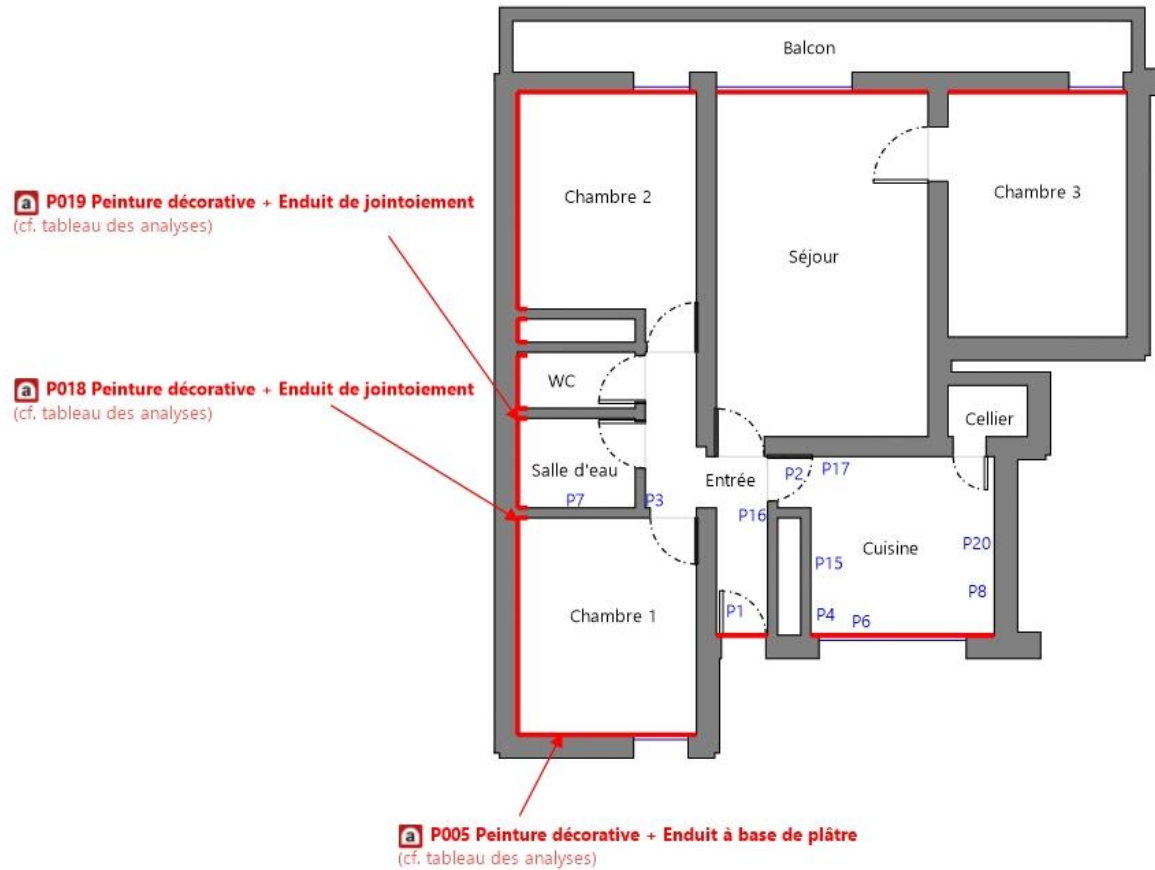 Balcon
Chambre 2
Chambre 3
a P019 Peinture décorative + Enduit de jointoiement
(cf. tableau des analyses)
Séjour
WC
a P018 Peinture décorative + Enduit de jointoiement
(cf. tableau des analyses)
Cellier
Salle d'eau
Entrée
P2
P17
P7
P3
P16
Cuisine
P20
P15
P8
Chambre 1
P1
P4
P6
a P005 Peinture décorative + Enduit à base de plâtre
(cf. tableau des analyses)